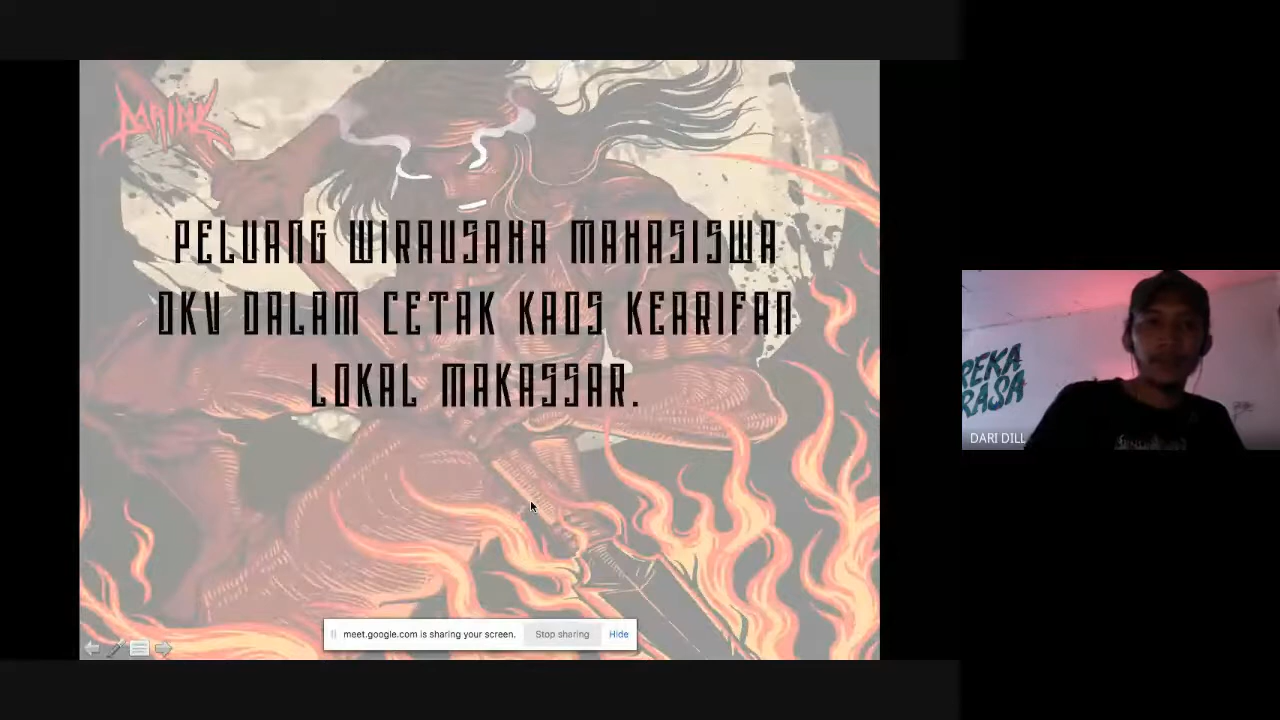 DARINK
PELUANG WIRAUSAHA MAHASISWA
DKV DALAM CETAK KAOS KEARIFAN
LOKAL MAKASSAR.
REKA
RASA
DARI DILL
meet.google.com is sharing your screen.
Stop sharing
Hide